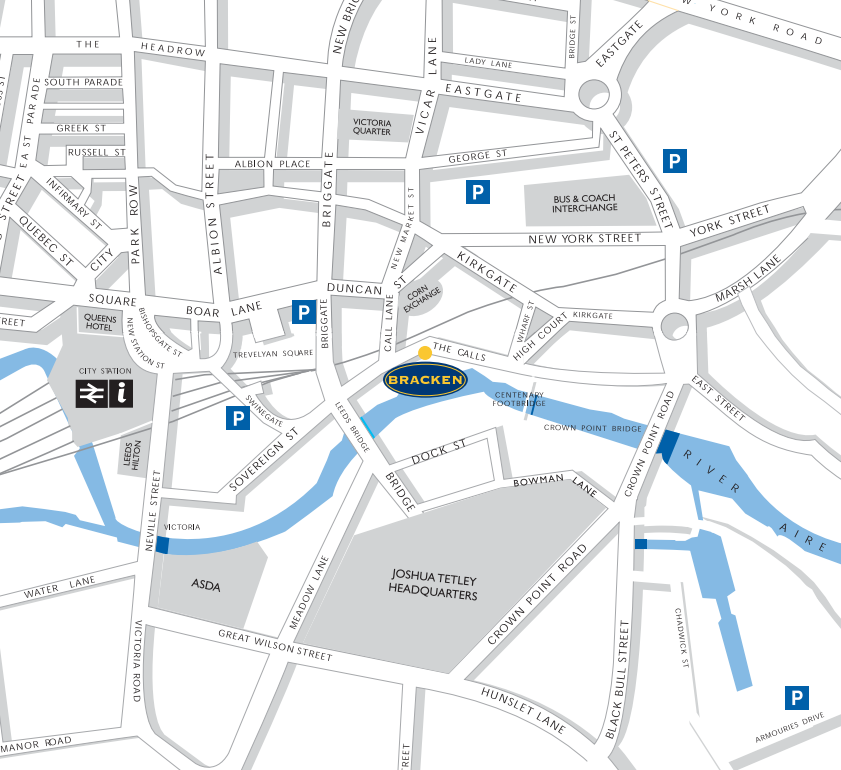 NEW YORK ROAD
THE HEADROW
NEW BRIG
VICAR LANE
LADY LANE
BRIDGE ST
EASTGATE
EASTGATE
SOUTH PARADE
EAST PARADE
GREEK ST
RUSSELL ST
VICTORIA
QUARTER
ALBION PLACE
GEORGE ST
ST PETERS STREET
P
P
BUS & COACH
INTERCHANGE
INFIRMARY ST
QUEBEC ST
CITY
SQUARE
PARK ROW
ALBION STREET
BRIGGATE
NEW MARKET ST
NEW YORK STREET
YORK STREET
MARSH LANE
KIRKGATE
DUNCAN ST
CORN
EXCHANGE
BOAR LANE
P
BRIGGATE
CALL LANE
WHARF ST
HIGH COURT
KIRKGATE
STREET
QUEENS
HOTEL
BISHOPSGATE ST
NEW STATION ST
TREVELYAN SQUARE
THE CALLS
CITY STATION
i
BRACKEN
CENTENARY
FOOTBRIDGE
EAST STREET
P
SWINEGATE
LEEDS BRIDGE
CROWN POINT BRIDGE
CROWN POINT ROAD
LEEDS
HILTON
SOVEREIGN ST
DOCK ST
BRIDGE
BOWMAN LANE
RIVER AIRE
NEVILLE STREET
VICTORIA
WATER LANE
ASDA
MEADOW LANE
JOSHUA TETLEY
HEADQUARTERS
CROWN POINT ROAD
VICTORIA ROAD
GREAT WILSON STREET
HUNSLET LANE
BLACK BULL STREET
CHADWICK ST
P
ARMOURIES DRIVE
MANOR ROAD
REET